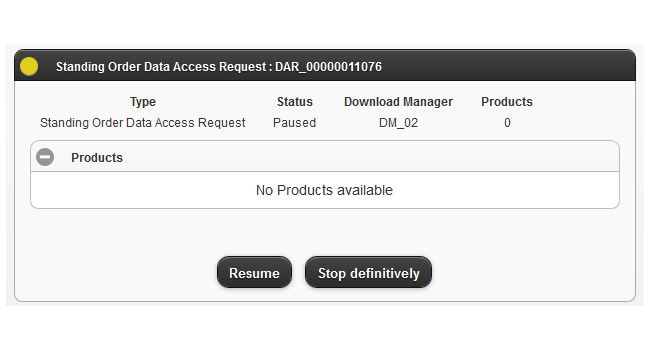 Standing Order Data Access Request : DAR_00000011076
Type Status Download Manager Products
Standing Order Data Access Request Paused DM_02 0
Products
No Products available
Resume Stop definitively